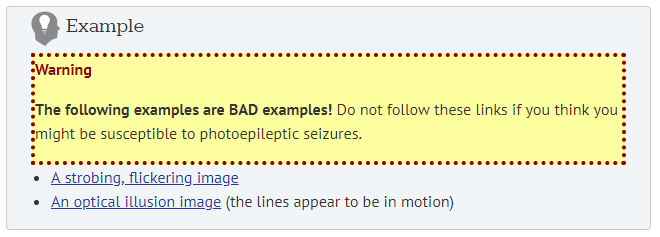 Example
Warning
The following examples are BAD examples! Do not follow these links if you think you
might be susceptible to photoepileptic seizures.
A strobing, flickering image
An optical illusion image (the lines appear to be in motion)